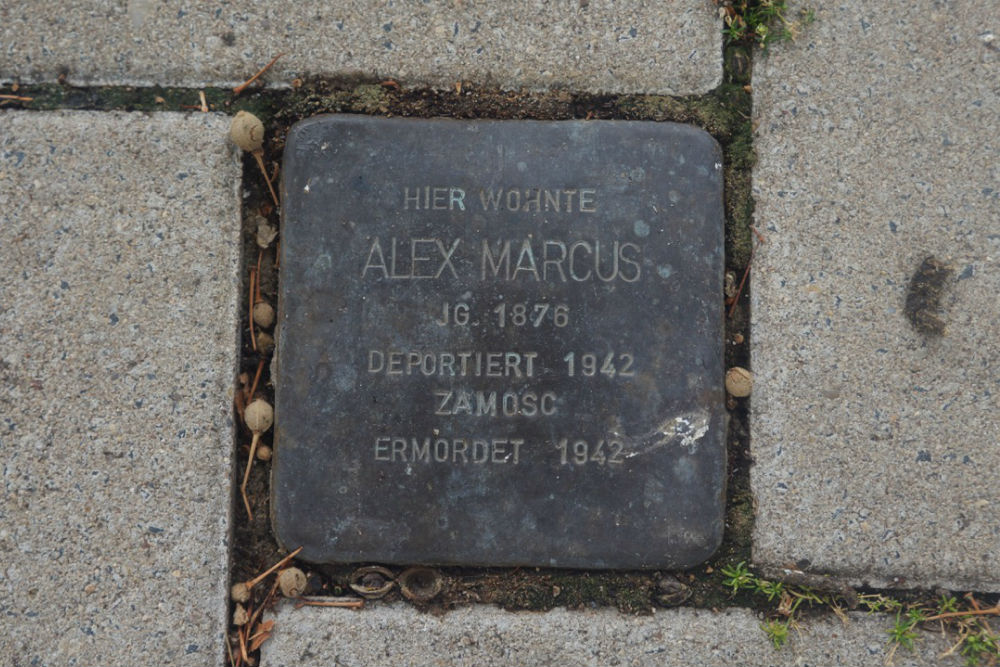 HIER WOHNTE
ALEX MARCUS
JG. 1876
DEPORTIERT 1942
ZAMOSC
ERMORDET 1942